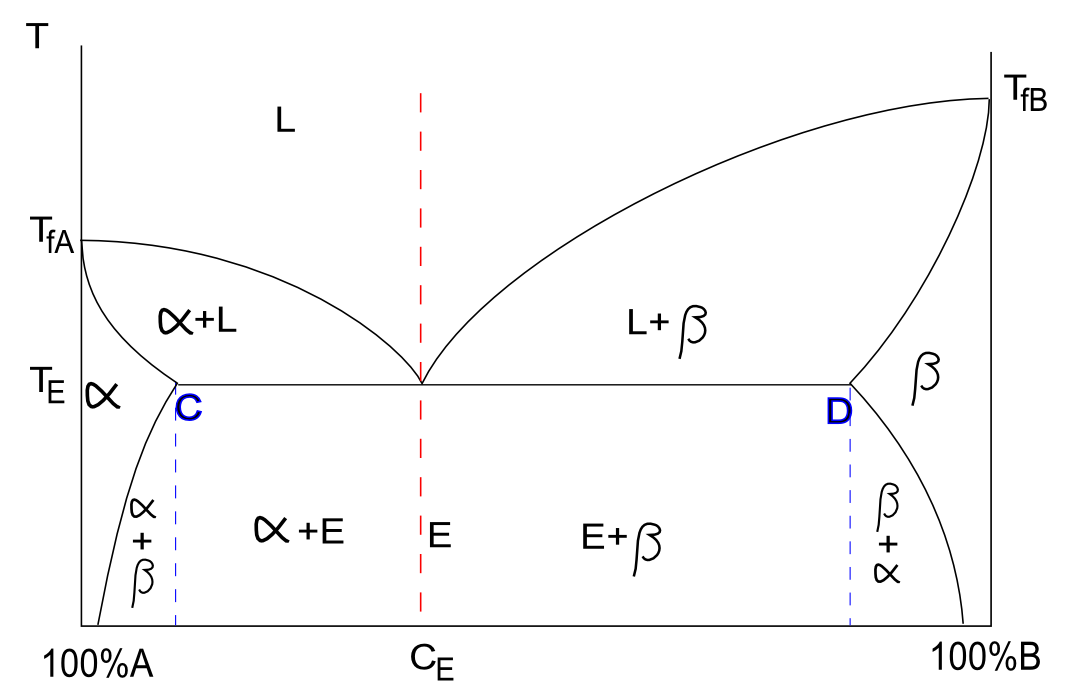 T
T_fB
L
T_fA
α+L
L+β
T_E
α
β
C
D
α
+
β
α+E
E
E+β
β
+
α
100%A
C_E
100%B